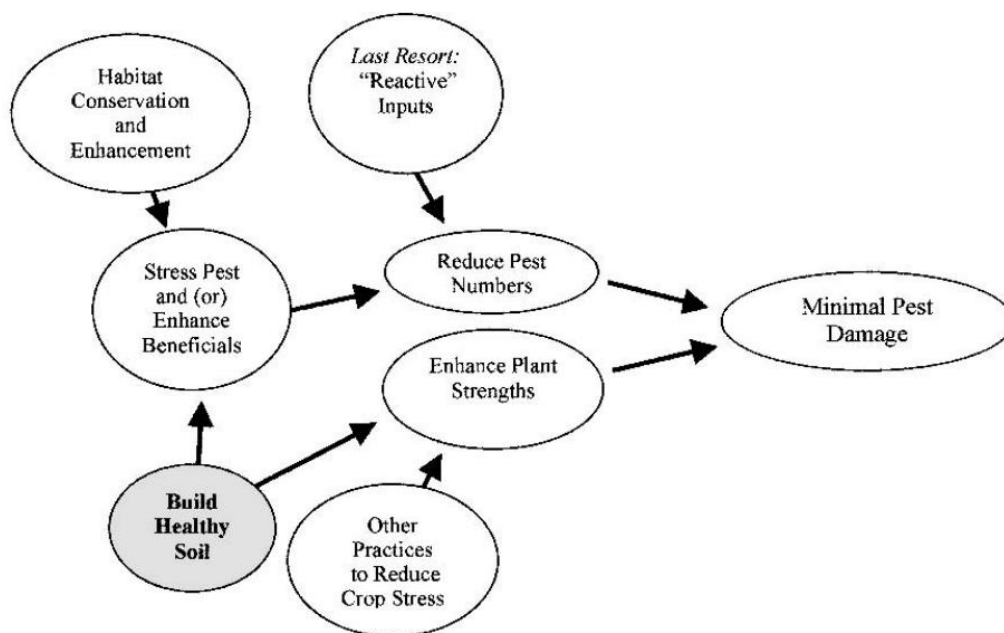 Habitat
Conservation
and
Enhancement
Last Resort:
“Reactive”
Inputs
Stress Pest
and (or)
Enhance
Beneficials
Reduce Pest
Numbers
Minimal Pest
Damage
Enhance Plant
Strengths
Build
Healthy
Soil
Other
Practices
to Reduce
Crop Stress